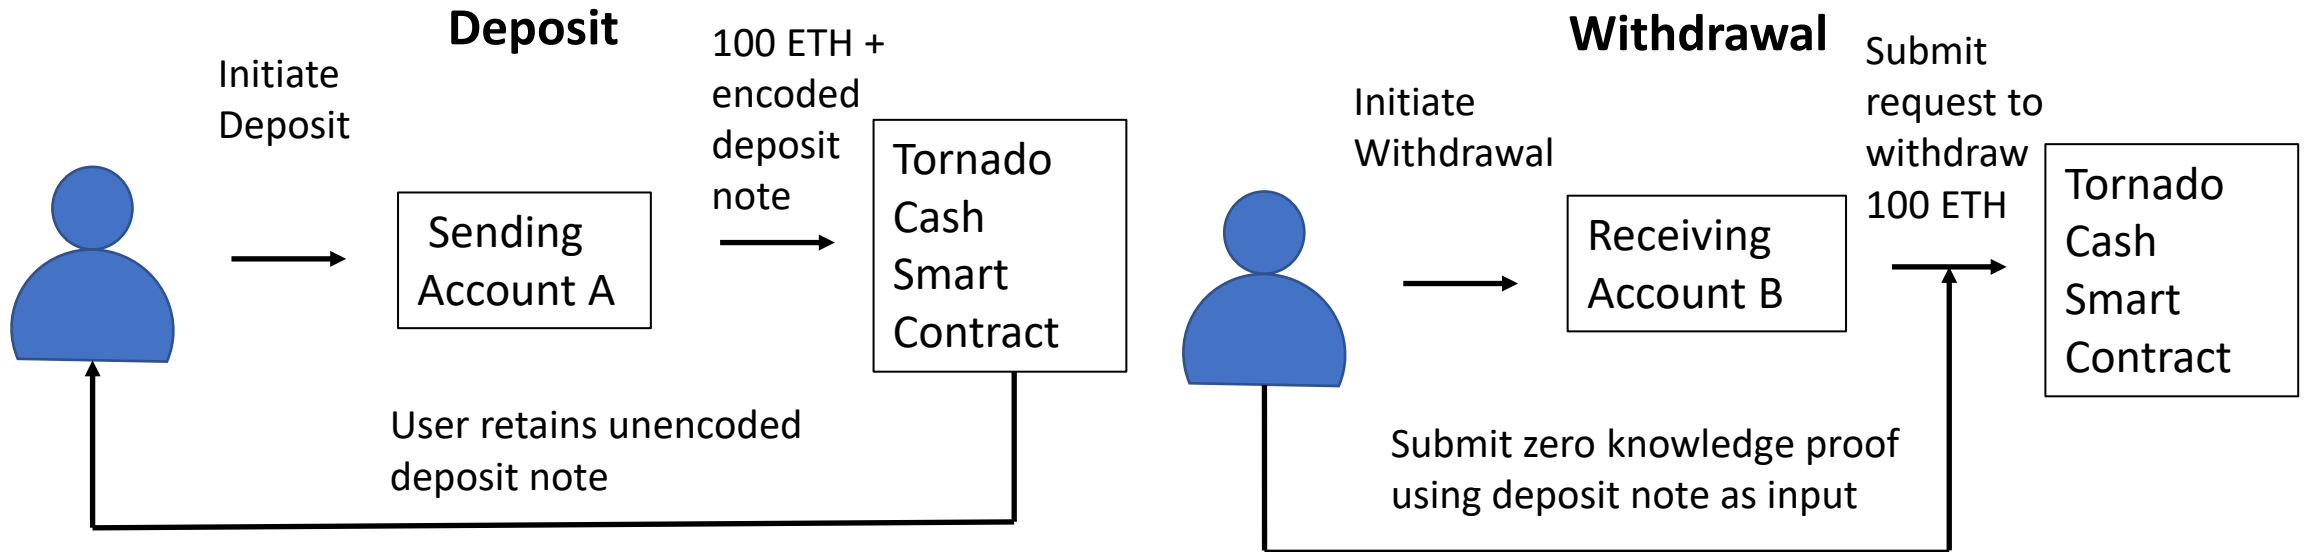 Deposit
Initiate
Deposit
100 ETH +
encoded
deposit
note
Sending
Account A
Tornado
Cash
Smart
Contract
User retains unencoded
deposit note
Withdrawal
Initiate
Withdrawal
Submit
request to
withdraw
100 ETH
Receiving
Account B
Tornado
Cash
Smart
Contract
Submit zero knowledge proof
using deposit note as input